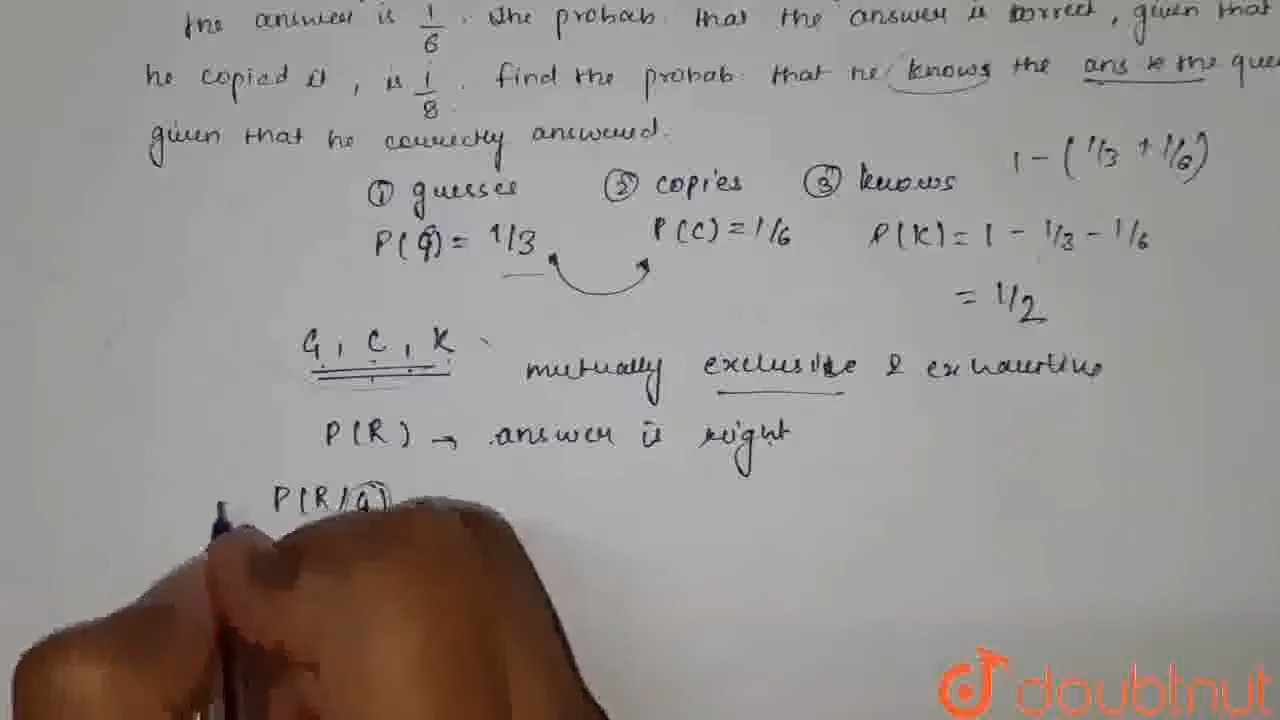 the answer is 1/6. The probab. that the answer is correct, given that
he copied it, is 1/8. find the probab. that he knows the ans to the que
given that he correctly answered.
1 - (1/3 + 1/6)
① guesses ② copies ③ knows
P(G) = 1/3 P(C) = 1/6 P(K) = 1 - 1/3 - 1/6
= 1/2
G, C, K mutually exclusive & exhaustive
P(R) → answer is right
P(R/G)
doubtnut